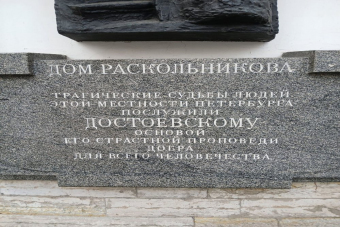 ДОМ РАСКОЛЬНИКОВА
ТРАГИЧЕСКИЕ СУДЬБЫ ЛЮДЕЙ
ЭТОЙ МЕСТНОСТИ ПЕТЕРБУРГА
ПОСЛУЖИЛИ
ДОСТОЕВСКОМУ
ОСНОВОЙ
ЕГО СТРАСТНОЙ ПРОПОВЕДИ
ДОБРА
ДЛЯ ВСЕГО ЧЕЛОВЕЧЕСТВА